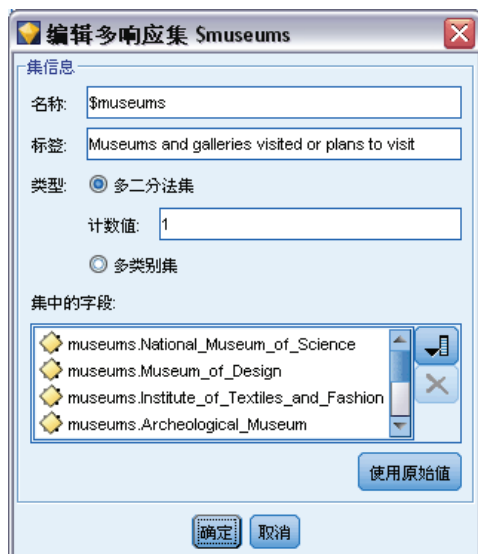 编辑多响应集 $museums
集信息
名称: $museums
标签: Museums and galleries visited or plans to visit
类型: 多二分法集
计数值: 1
多类别集
集中的字段:
museums.National_Museum_of_Science
museums.Museum_of_Design
museums.Institute_of_Textiles_and_Fashion
museums.Archeological_Museum
使用原始值
确定 取消